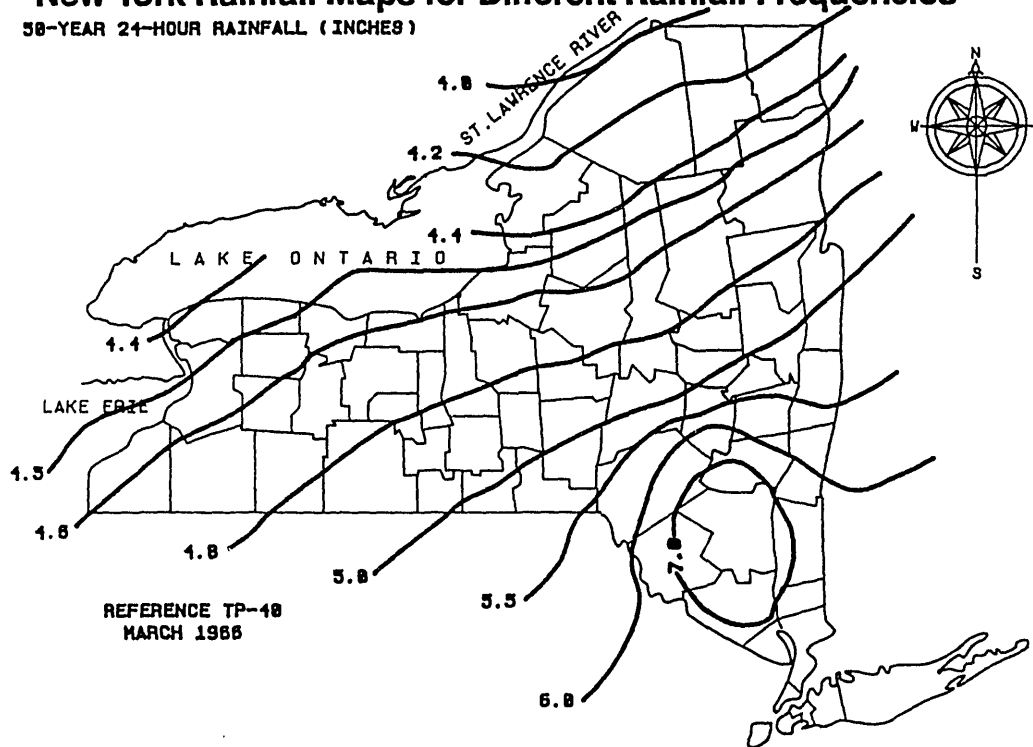 New York Rainfall Maps for Different Rainfall Frequencies
50-YEAR 24-HOUR RAINFALL (INCHES)
N
W
S
ST. LAWRENCE RIVER
4.0
4.2
4.4
LAKE ONTARIO
4.4
LAKE ERIE
4.5
4.6
4.8
5.0
5.5
6.0
7.0
REFERENCE TP-40
MARCH 1966